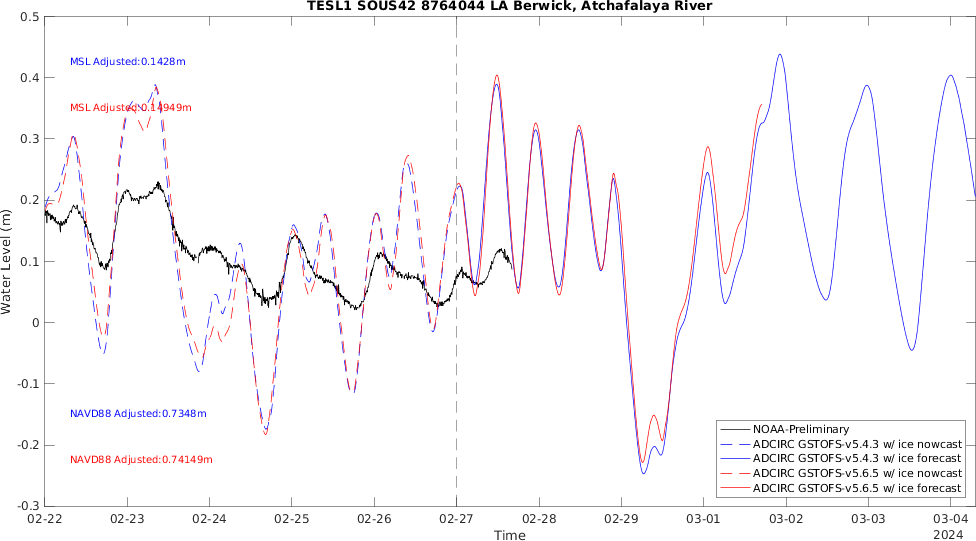 TESL1 SOUS42 8764044 LA Berwick, Atchafalaya River
Water Level (m)
0.5
0.4
0.3
0.2
0.1
0
-0.1
-0.2
-0.3
MSL Adjusted:0.1428m
MSL Adjusted:0.14949m
NAVD88 Adjusted:0.7348m
NAVD88 Adjusted:0.74149m
NOAA-Preliminary
ADCIRC GSTOFS-v5.4.3 w/ ice nowcast
ADCIRC GSTOFS-v5.4.3 w/ ice forecast
ADCIRC GSTOFS-v5.6.5 w/ ice nowcast
ADCIRC GSTOFS-v5.6.5 w/ ice forecast
02-22 02-23 02-24 02-25 02-26 02-27 02-28 02-29 03-01 03-02 03-03 03-04
Time
2024